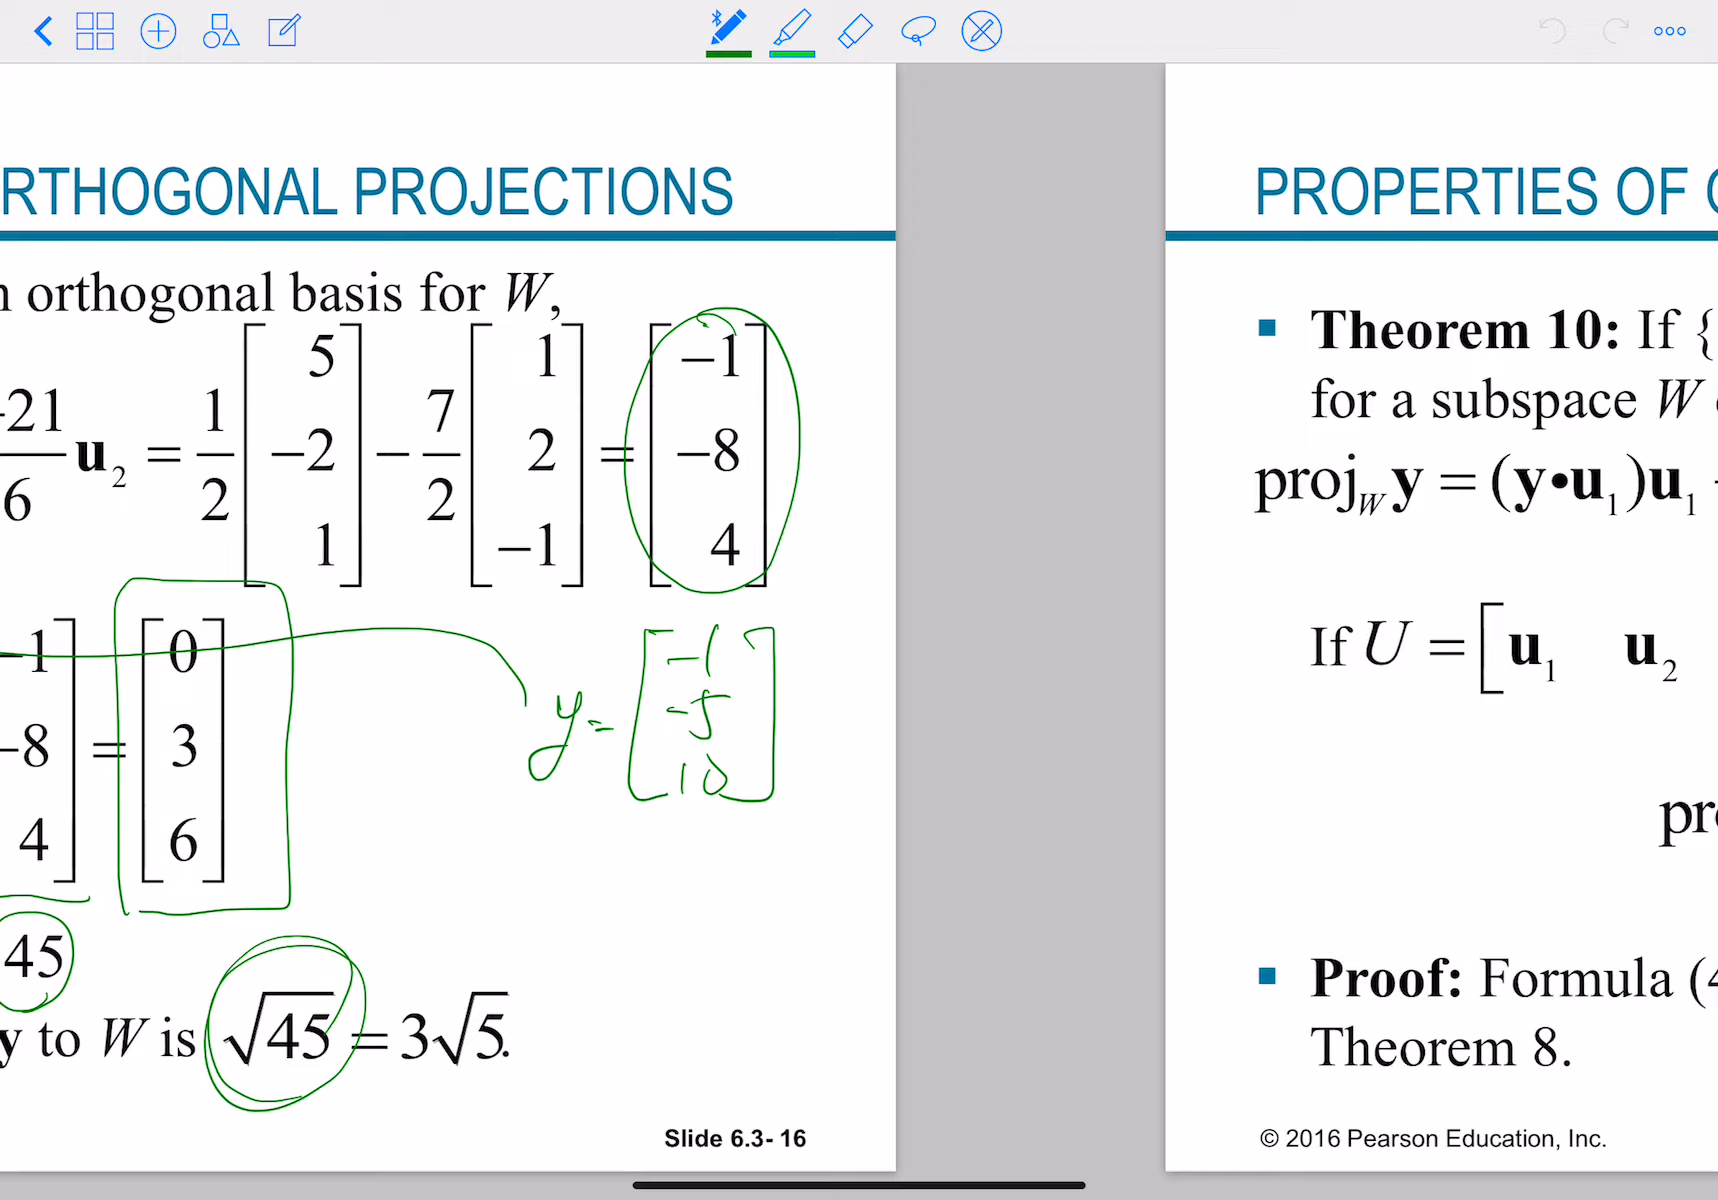 RTHOGONAL PROJECTIONS
n orthogonal basis for W,
-21/6 u₂ = 1/2 [5 −2 1] − 7/2 [1 2 −1] = [−1 −8 4]
[−1 −8 4] = [0 3 6]
y = [-1 -5 10]
45
y to W is √45 = 3√5.
Slide 6.3- 16
PROPERTIES OF
Theorem 10: If {
for a subspace W
proj_W y = (y•u₁)u₁
If U = [u₁ u₂
pro
Proof: Formula (4
Theorem 8.
© 2016 Pearson Education, Inc.